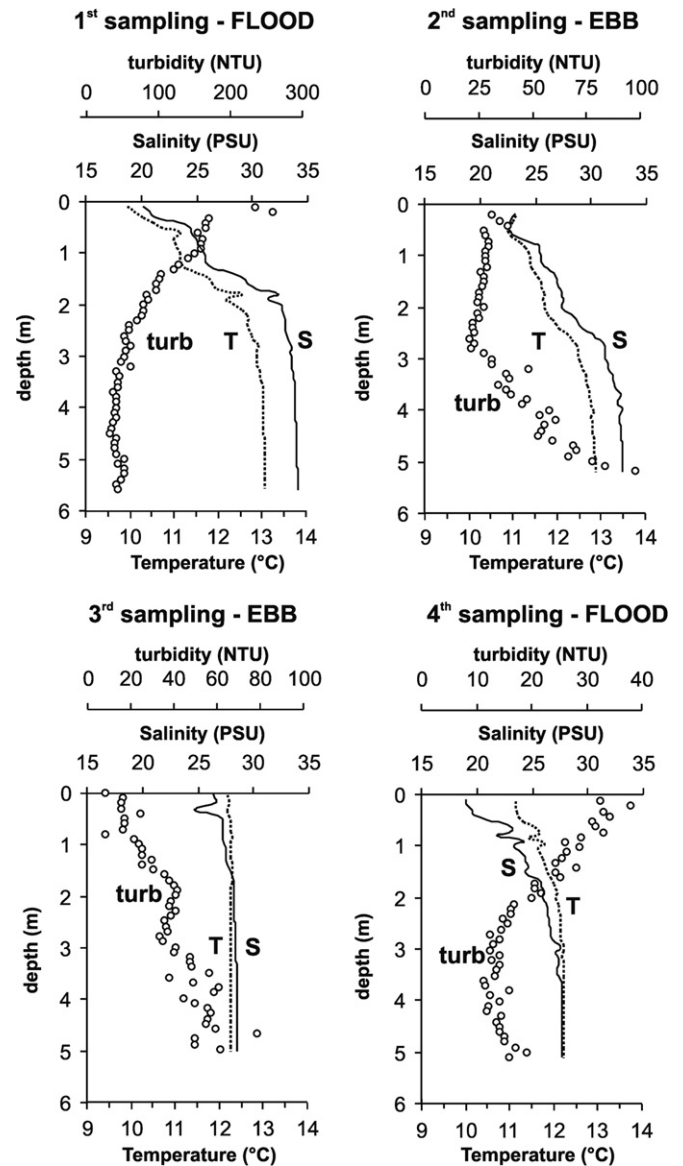 1st sampling - FLOOD
turbidity (NTU)
0 100 200 300
Salinity (PSU)
15 20 25 30 35
0
1
2
3
4
5
6
depth (m)
turb T S
9 10 11 12 13 14
Temperature (°C)
2nd sampling - EBB
turbidity (NTU)
0 25 50 75 100
Salinity (PSU)
15 20 25 30 35
0
1
2
3
4
5
6
depth (m)
T S
turb
9 10 11 12 13 14
Temperature (°C)
3rd sampling - EBB
turbidity (NTU)
0 20 40 60 80 100
Salinity (PSU)
15 20 25 30 35
0
1
2
3
4
5
6
depth (m)
turb
T S
9 10 11 12 13 14
Temperature (°C)
4th sampling - FLOOD
turbidity (NTU)
0 10 20 30 40
Salinity (PSU)
15 20 25 30 35
0
1
2
3
4
5
6
depth (m)
S
T
turb
9 10 11 12 13 14
Temperature (°C)